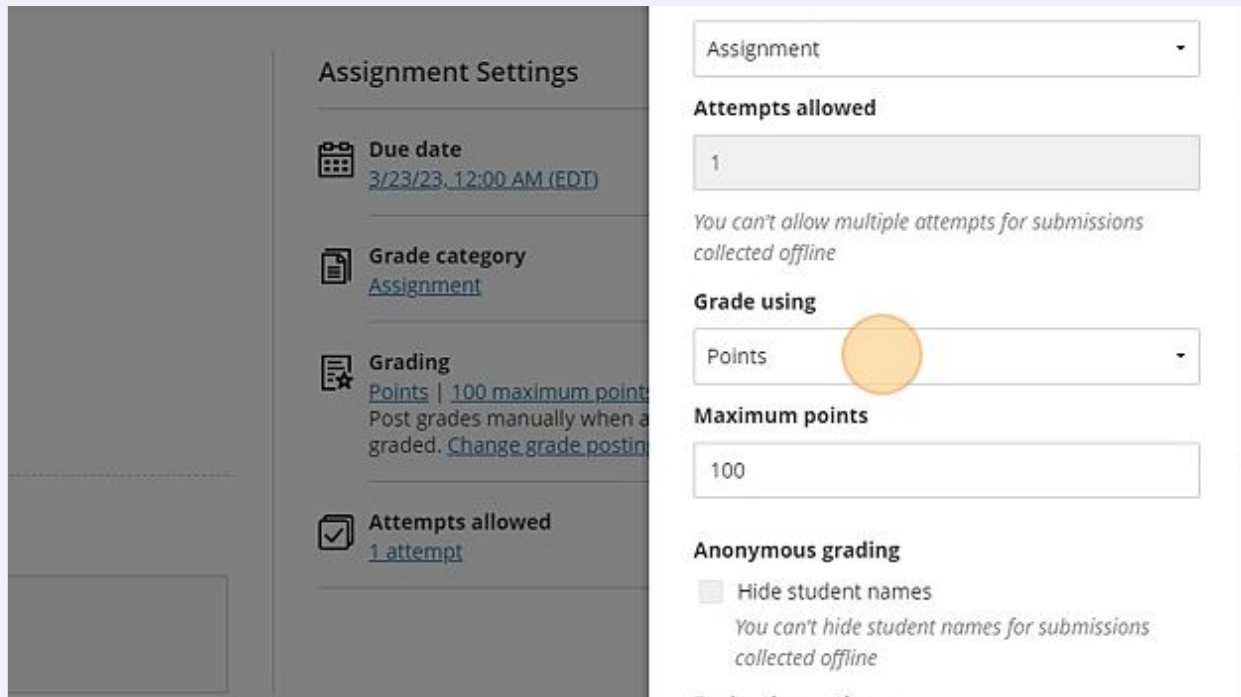 Assignment Settings
Due date
3/23/23, 12:00 AM (EDT)
Grade category
Assignment
Grading
Points | 100 maximum points
Post grades manually when a
graded. Change grade posting
Attempts allowed
1 attempt
Assignment
Attempts allowed
1
You can't allow multiple attempts for submissions
collected offline
Grade using
Points
Maximum points
100
Anonymous grading
Hide student names
You can't hide student names for submissions
collected offline